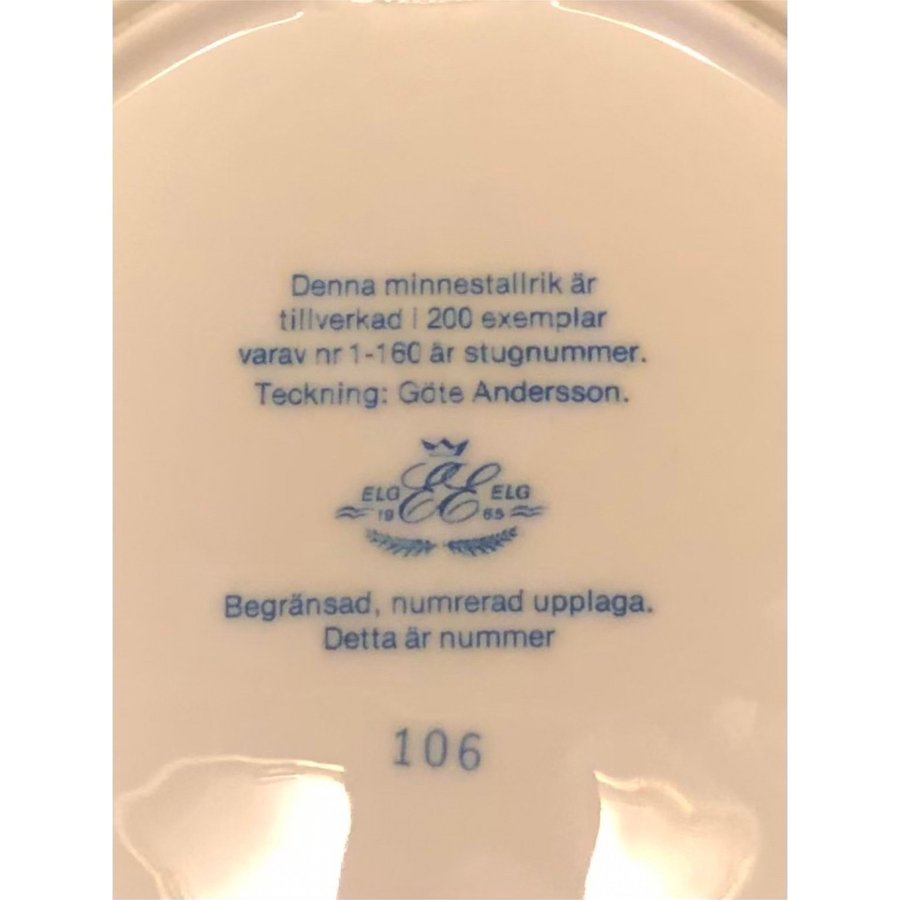 Denna minnestallrik är
tillverkad i 200 exemplar
varav nr 1-160 är stugnummer.
Teckning: Göte Andersson.
ELG EE ELG
19 65
Begränsad, numrerad upplaga.
Detta är nummer
106